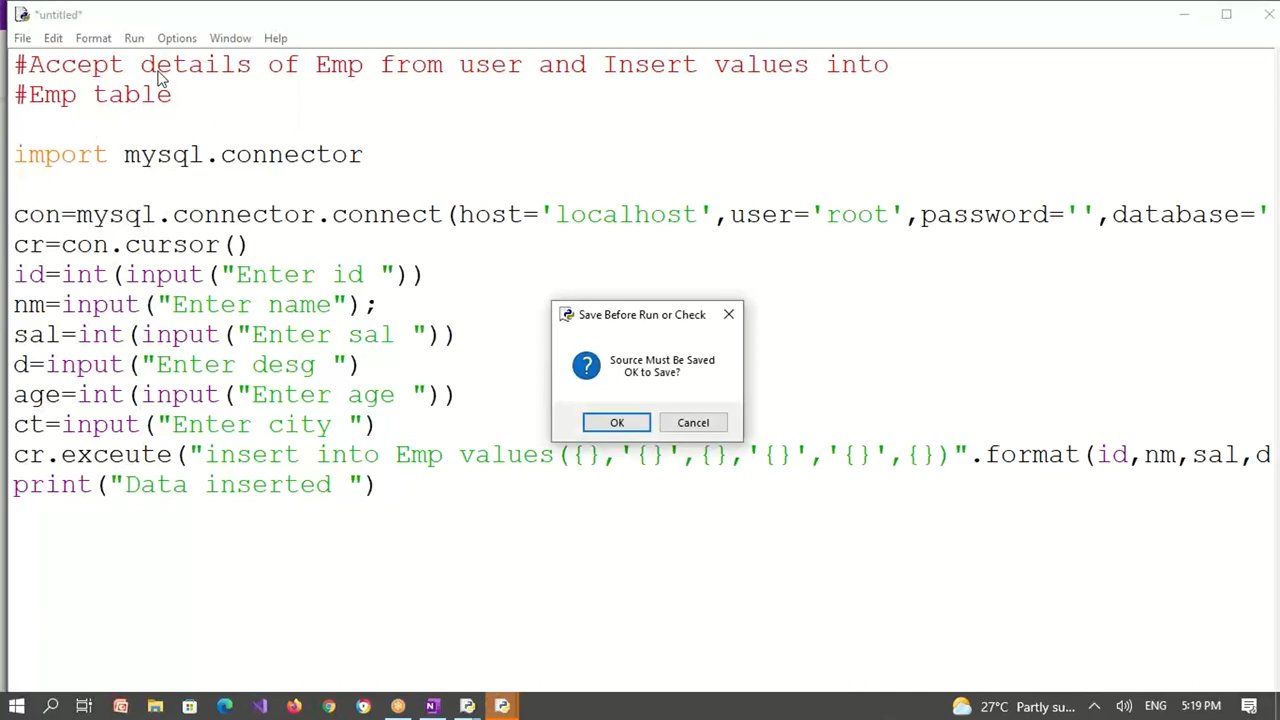 *untitled*
File Edit Format Run Options Window Help
#Accept details of Emp from user and Insert values into
#Emp table
import mysql.connector
con=mysql.connector.connect(host='localhost',user='root',password='',database='
cr=con.cursor()
id=int(input("Enter id "))
nm=input("Enter name");
sal=int(input("Enter sal "))
d=input("Enter desg ")
age=int(input("Enter age "))
ct=input("Enter city ")
cr.exceute("insert into Emp values({},'{}',{},'{}','{}',{})".format(id,nm,sal,d
print("Data inserted ")
Save Before Run or Check
Source Must Be Saved
OK to Save?
OK Cancel
27°C Partly su... ENG 5:19 PM